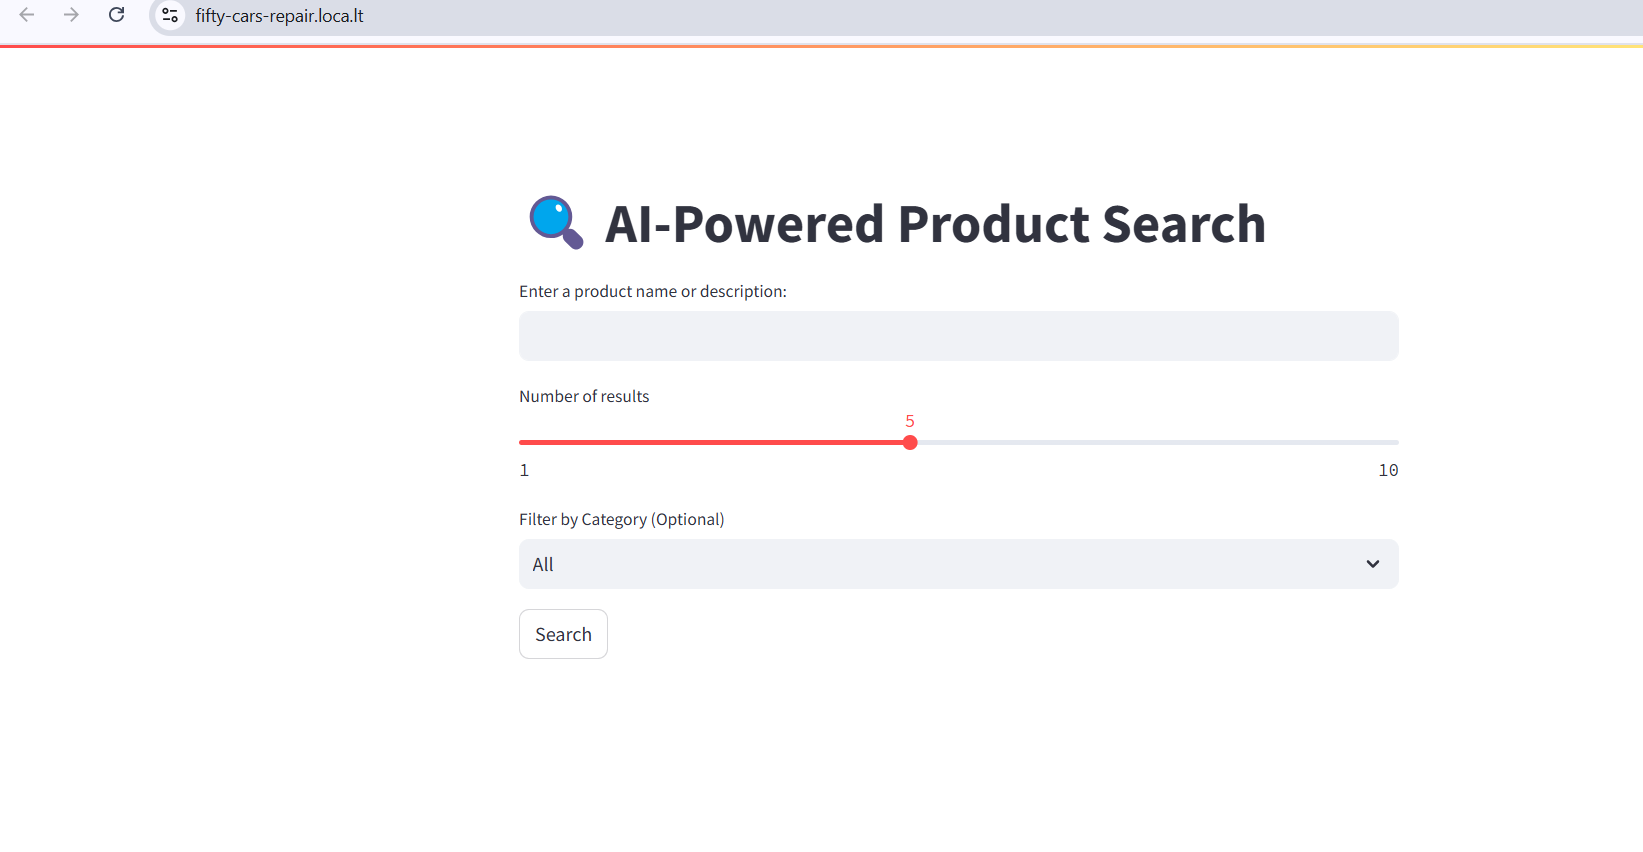 fifty-cars-repair.loca.lt
AI-Powered Product Search
Enter a product name or description:
Number of results
5
1 10
Filter by Category (Optional)
All
Search